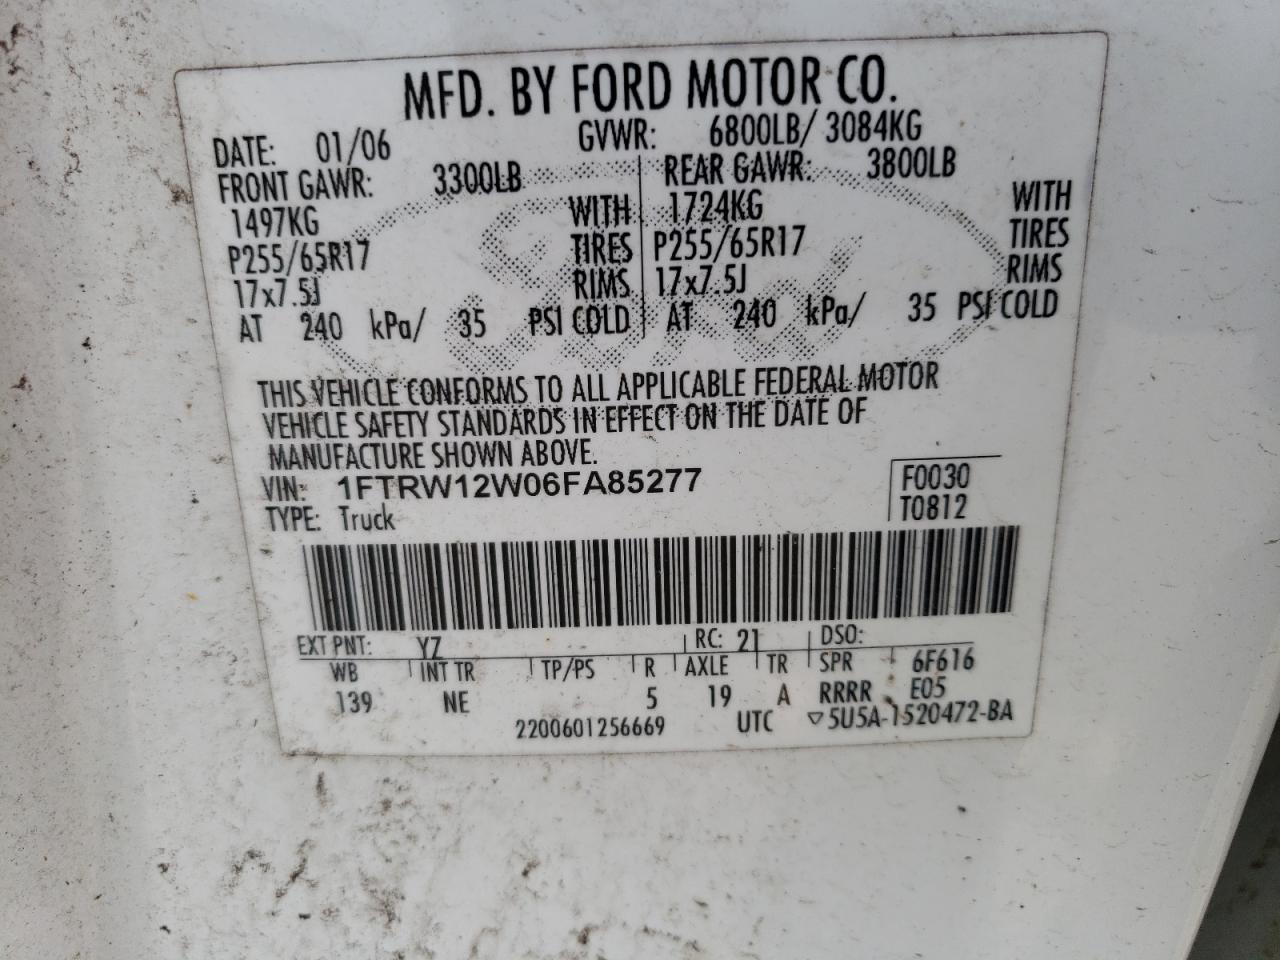 MFD. BY FORD MOTOR CO.
DATE: 01/06 GVWR: 6800LB/ 3084KG
FRONT GAWR: 3300LB REAR GAWR: 3800LB
1497KG WITH 1724KG WITH
P255/65R17 TIRES P255/65R17 TIRES
17x7.5J RIMS 17x7.5J RIMS
AT 240 kPa/ 35 PSI COLD AT 240 kPa/ 35 PSI COLD
THIS VEHICLE CONFORMS TO ALL APPLICABLE FEDERAL MOTOR
VEHICLE SAFETY STANDARDS IN EFFECT ON THE DATE OF
MANUFACTURE SHOWN ABOVE.
VIN: 1FTRW12W06FA85277 F0030
TYPE: Truck T0812
EXT PNT: YZ RC: 21 DSO:
WB INT TR TP/PS R AXLE TR SPR 6F616
139 NE 5 19 A RRRR E05
2200601256669 UTC ▽5U5A-1520472-BA